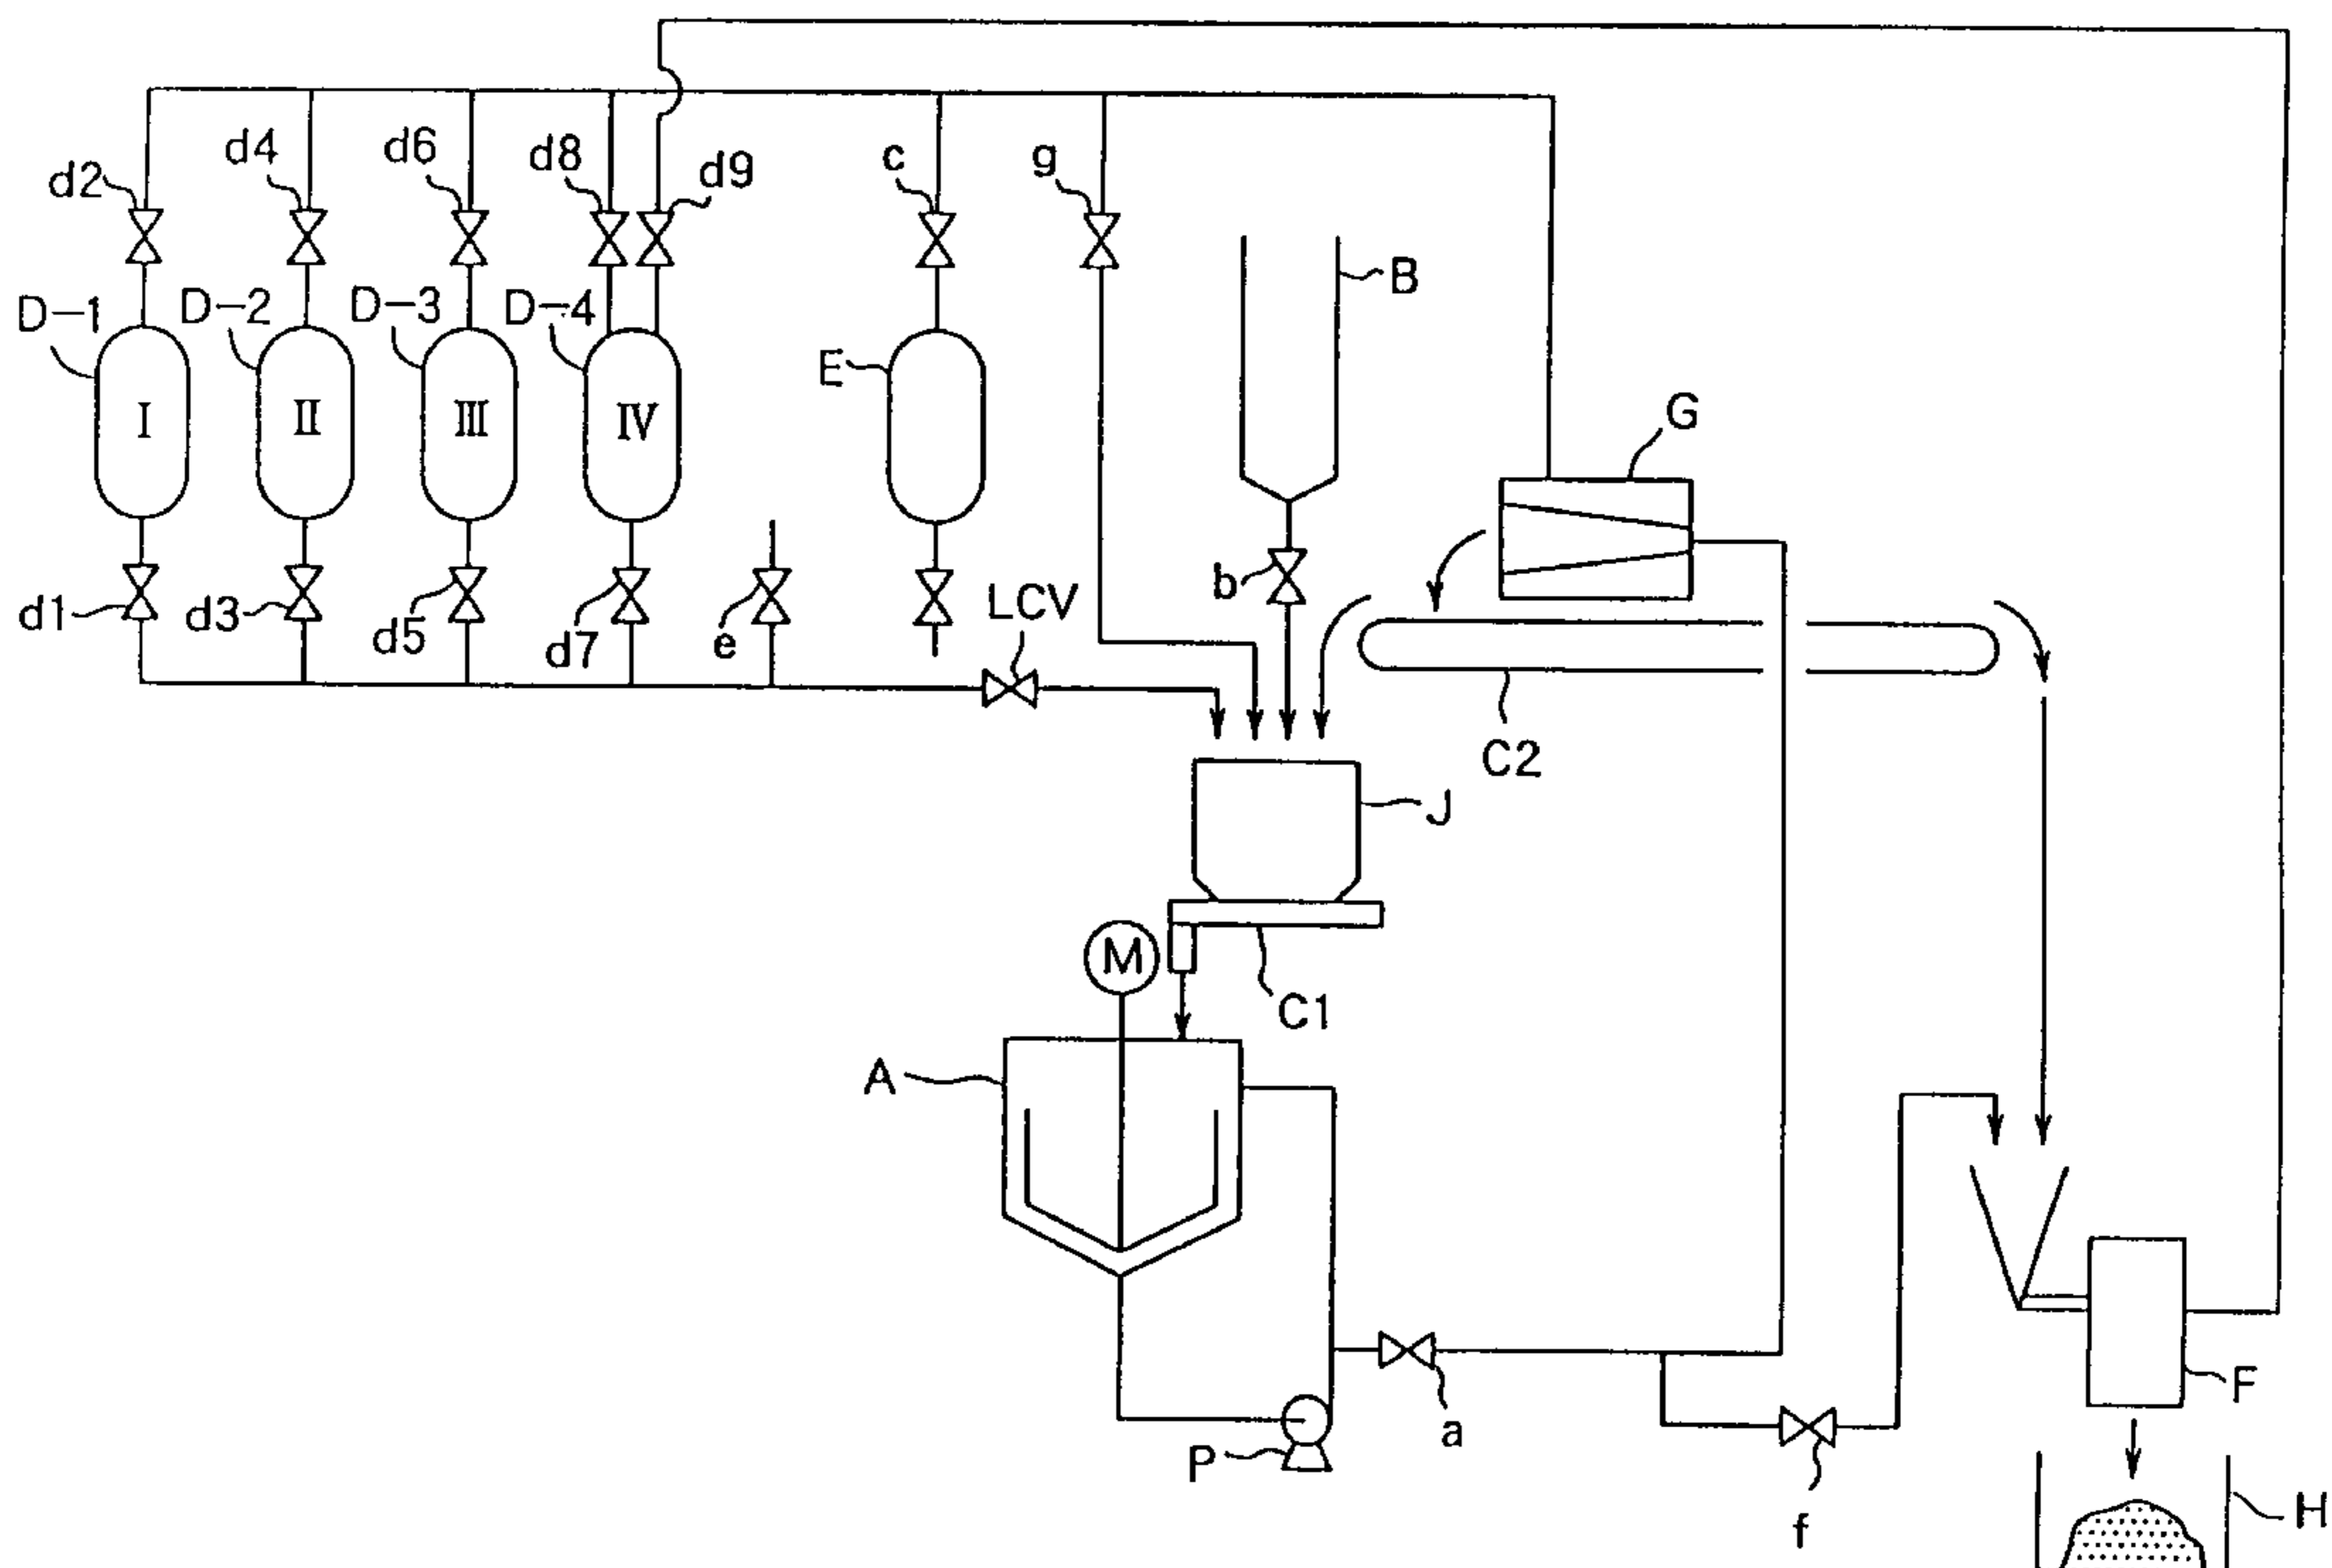 d2
d4
d6
d8
d9
c
g
B
D-1
D-2
D-3
D-4
E
I
II
III
IV
G
d1
d3
d5
d7
e
LCV
b
C2
J
M
C1
A
P
a
F
f
H